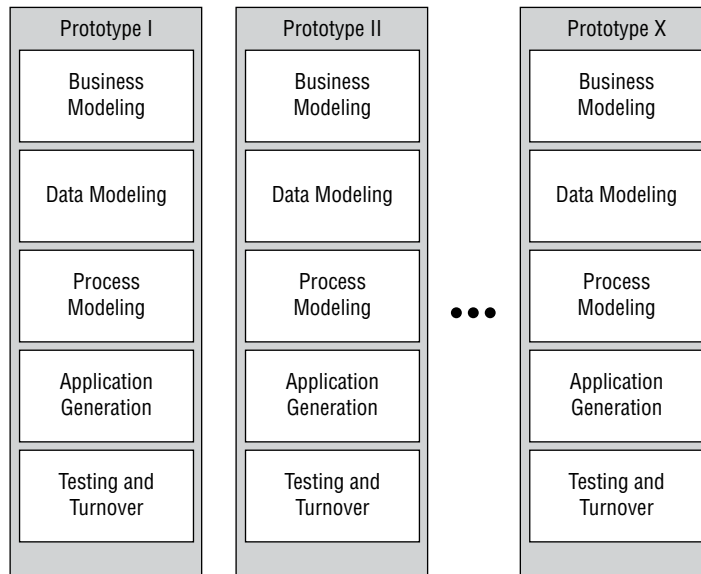 Prototype I
Business
Modeling
Data Modeling
Process
Modeling
Application
Generation
Testing and
Turnover
Prototype II
Business
Modeling
Data Modeling
Process
Modeling
Application
Generation
Testing and
Turnover
Prototype X
Business
Modeling
Data Modeling
Process
Modeling
Application
Generation
Testing and
Turnover